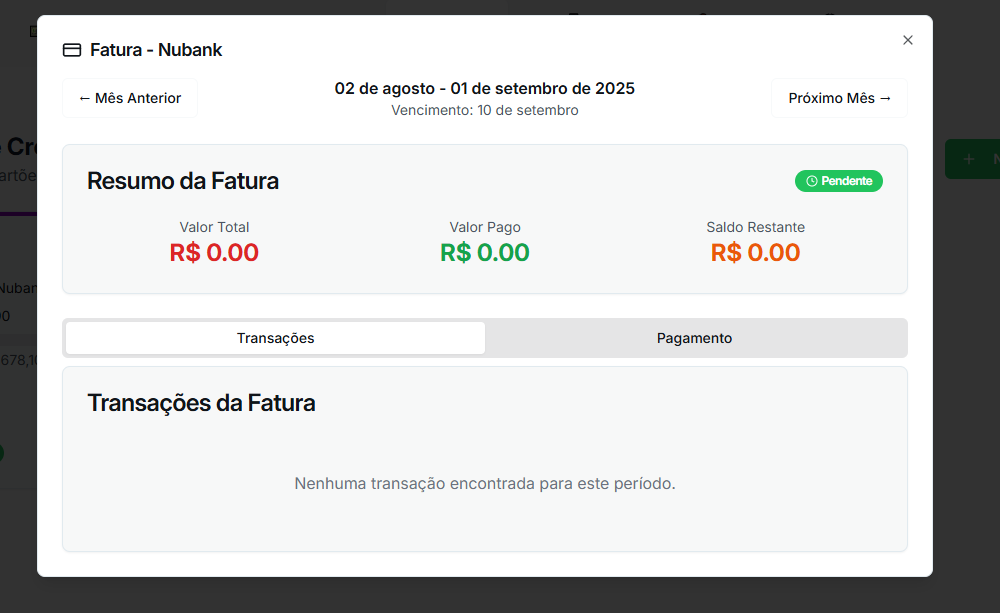 Fatura - Nubank
← Mês Anterior
02 de agosto - 01 de setembro de 2025
Vencimento: 10 de setembro
Próximo Mês →
Resumo da Fatura
Pendente
Valor Total
R$ 0.00
Valor Pago
R$ 0.00
Saldo Restante
R$ 0.00
Transações
Pagamento
Transações da Fatura
Nenhuma transação encontrada para este período.